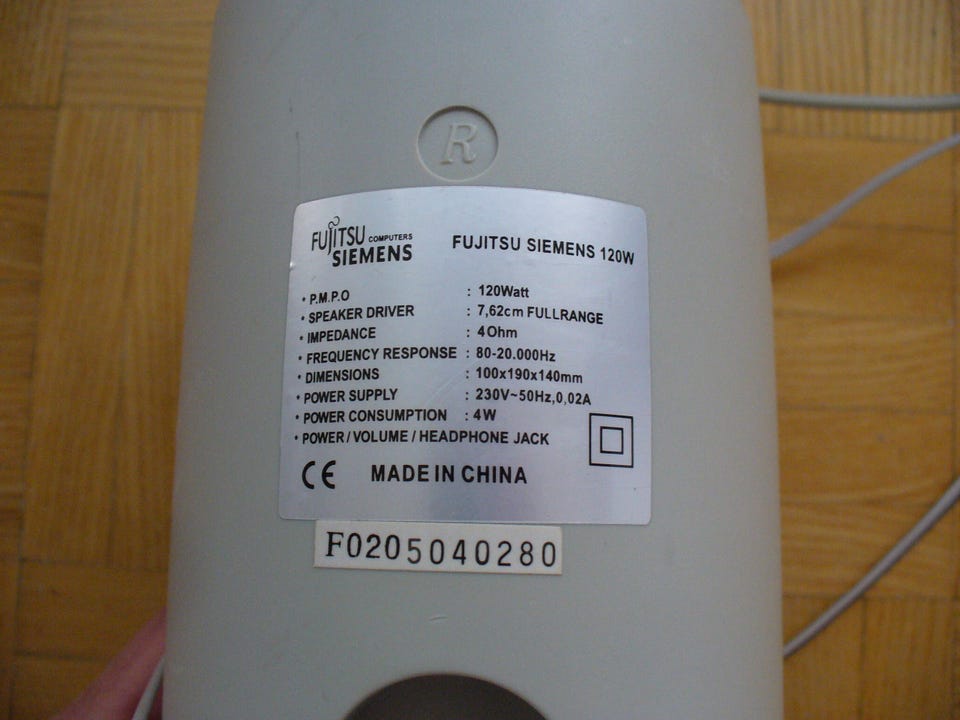 R
FUJITSU COMPUTERS
SIEMENS
FUJITSU SIEMENS 120W
• P.M.P.O : 120Watt
• SPEAKER DRIVER : 7,62cm FULLRANGE
• IMPEDANCE : 4Ohm
• FREQUENCY RESPONSE : 80-20.000Hz
• DIMENSIONS : 100x190x140mm
• POWER SUPPLY : 230V~50Hz,0,02A
• POWER CONSUMPTION : 4W
• POWER / VOLUME / HEADPHONE JACK
CE MADE IN CHINA
F0205040280